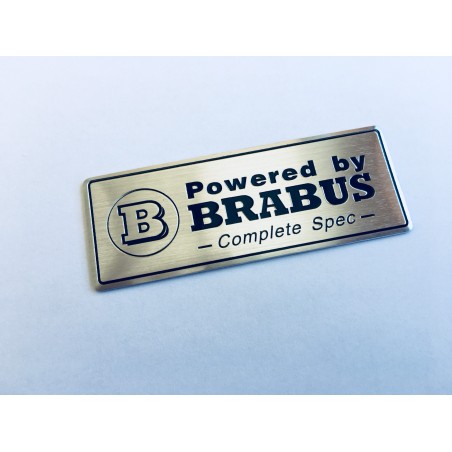 B
Powered by
BRABUS
– Complete Spec –